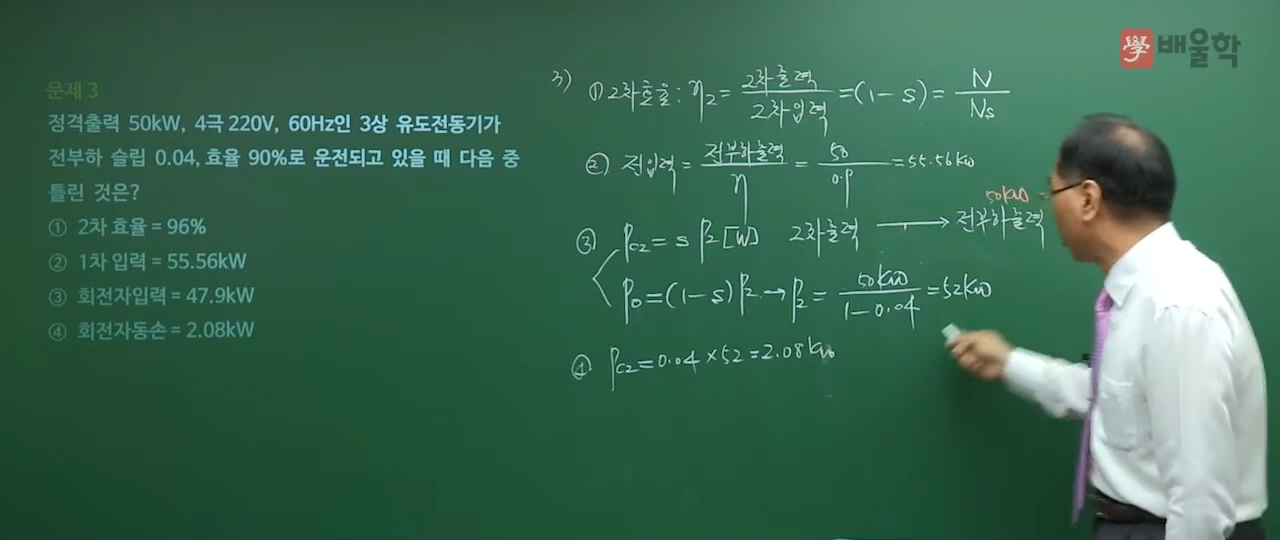 學 배울학
문제 3
정격출력 50kW, 4극 220V, 60Hz인 3상 유도전동기가
전부하 슬립 0.04, 효율 90%로 운전되고 있을 때 다음 중
틀린 것은?
① 2차 효율 = 96%
② 1차 입력 = 55.56kW
③ 회전자입력 = 47.9kW
④ 회전자동손 = 2.08kW
3) ① 2차효율 : η₂ = 2차출력 / 2차입력 = (1-s) = N / Ns
② 전입력 = 전부하출력 / η = 50 / 0.9 = 55.56kW
50kW
③ Pc2 = s P2 [W] 2차출력 → 전부하출력
P0 = (1-s) P2 → P2 = 50kW / 1-0.04 = 52kW
④ Pc2 = 0.04 × 52 = 2.08kW